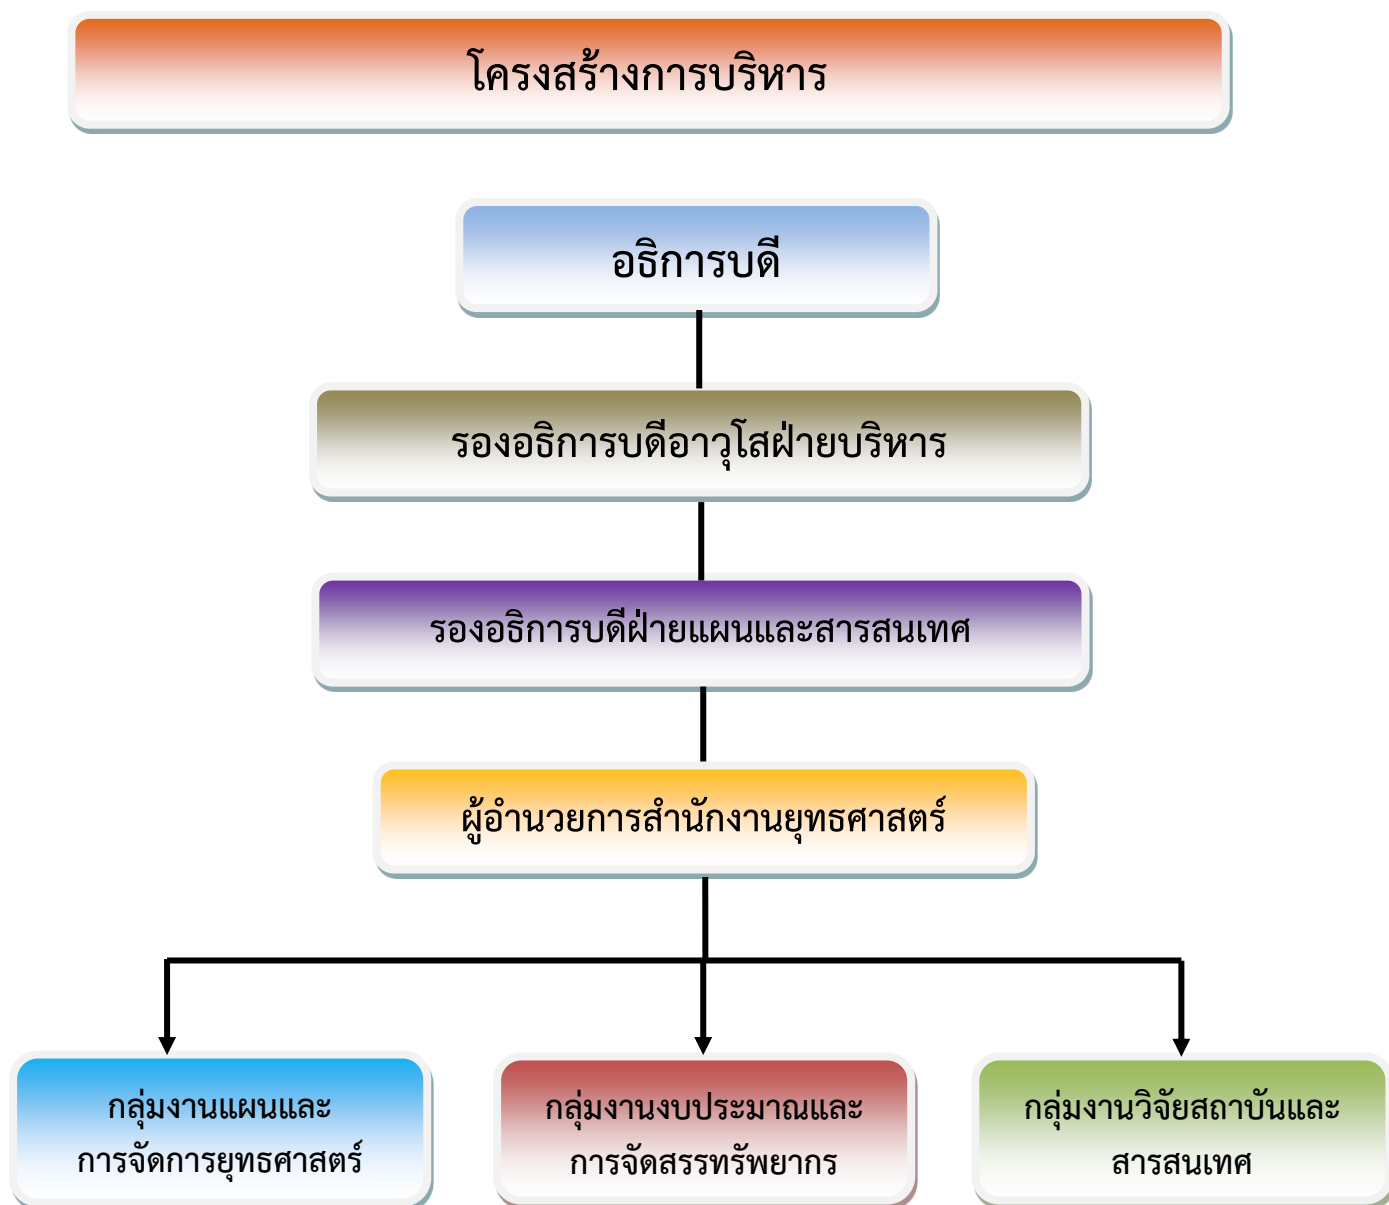 โครงสร้างการบริหาร
อธิการบดี
รองอธิการบดีอาวุโสฝ่ายบริหาร
รองอธิการบดีฝ่ายแผนและสารสนเทศ
ผู้อำนวยการสำนักงานยุทธศาสตร์
กลุ่มงานแผนและ
การจัดการยุทธศาสตร์
กลุ่มงานงบประมาณและ
การจัดสรรทรัพยากร
กลุ่มงานวิจัยสถาบันและ
สารสนเทศ